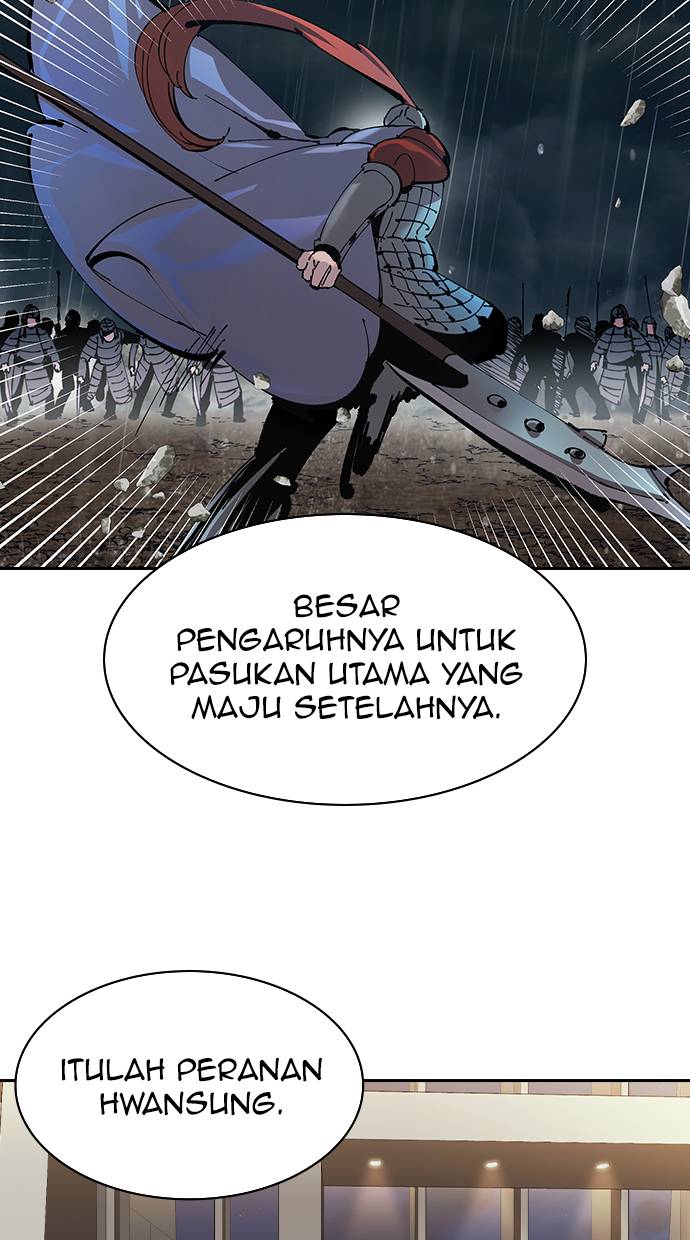 BESAR
PENGARUHNYA UNTUK
PASUKAN UTAMA YANG
MAJU SETELAHNYA.
ITULAH PERANAN
HWANSUNG.